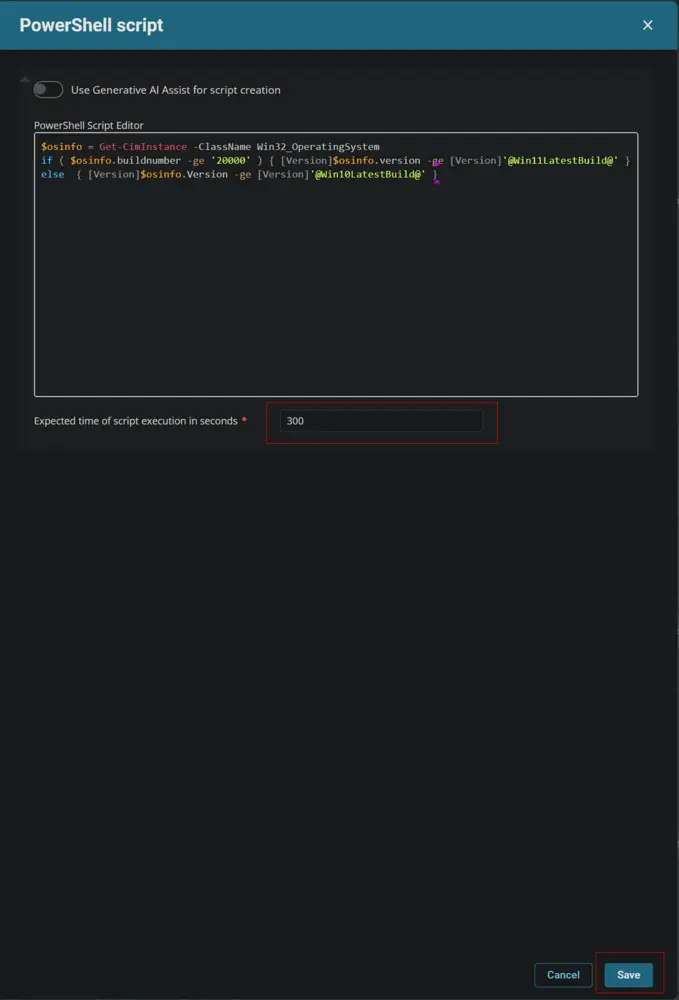 PowerShell script
Use Generative AI Assist for script creation
PowerShell Script Editor
$osinfo = Get-CimInstance -ClassName Win32_OperatingSystem
if ( $osinfo.buildnumber -ge '20000' ) { [Version]$osinfo.version -ge [Version]'@Win11LatestBuild@' }
else  { [Version]$osinfo.Version -ge [Version]'@Win10LatestBuild@' }
Expected time of script execution in seconds *
300
Cancel
Save